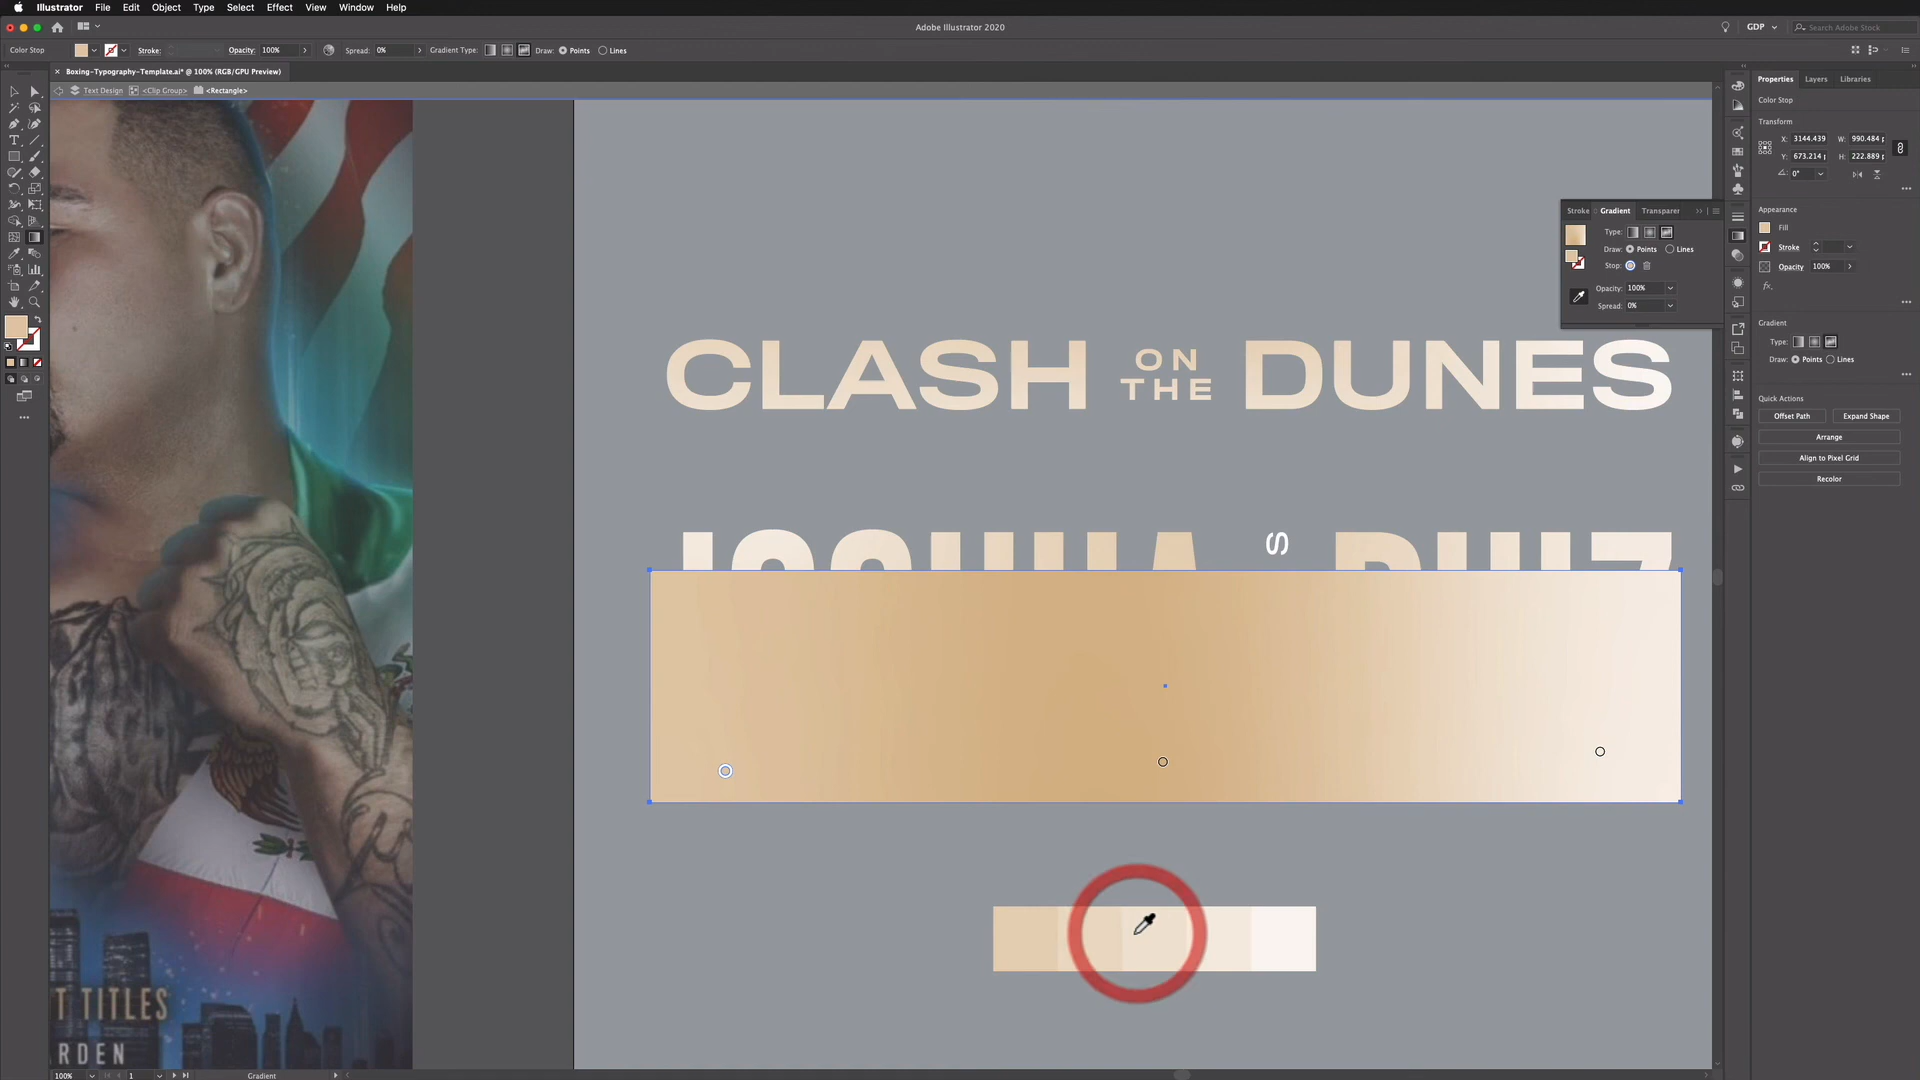 Illustrator File Edit Object Type Select Effect View Window Help
Adobe Illustrator 2020
GDP
Search Adobe Stock
Color Stop
Stroke:
Opacity: 100%
Spread: 0%
Gradient Type:
Draw: Points Lines
× Boxing-Typography-Template.ai* @ 100% (RGB/GPU Preview)
Text Design <Clip Group> <Rectangle>
Properties Layers Libraries
Color Stop
Transform
X: 3144.439 W: 990.484 p
Y: 673.214 p H: 222.889 p
0°
Appearance
Fill
Stroke
Opacity 100%
fx.
Gradient
Type:
Draw: Points Lines
Quick Actions
Offset Path Expand Shape
Arrange
Align to Pixel Grid
Recolor
Stroke Gradient Transparer
Type:
Draw: Points Lines
Stop:
Opacity: 100%
Spread: 0%
CLASH ON THE DUNES
JOSHUA S RUIZ
T TITLES
RDEN
100% 1 Gradient